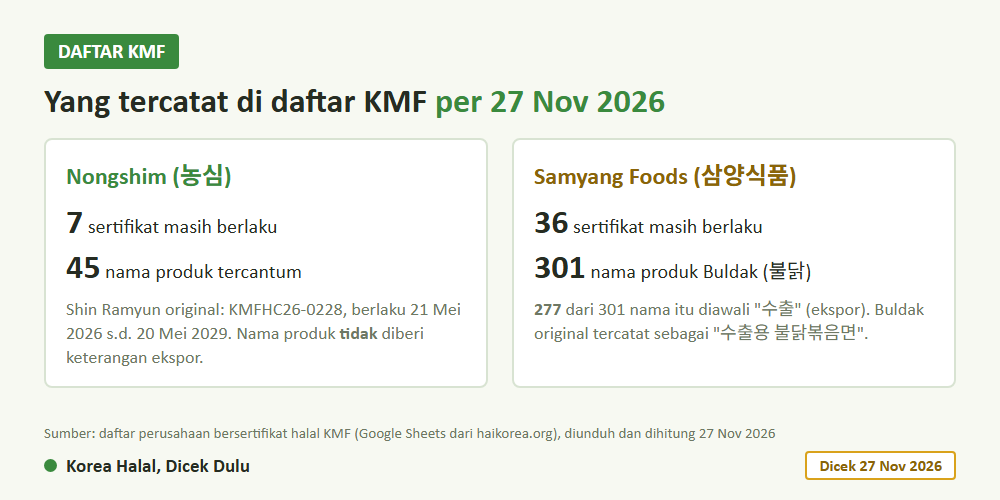 DAFTAR KMF
Yang tercatat di daftar KMF per 27 Nov 2026
Nongshim (농심)
7 sertifikat masih berlaku
45 nama produk tercantum
Shin Ramyun original: KMFHC26-0228, berlaku 21 Mei
2026 s.d. 20 Mei 2029. Nama produk tidak diberi
keterangan ekspor.
Samyang Foods (삼양식품)
36 sertifikat masih berlaku
301 nama produk Buldak (불닭)
277 dari 301 nama itu diawali "수출" (ekspor). Buldak
original tercatat sebagai "수출용 불닭볶음면".
Sumber: daftar perusahaan bersertifikat halal KMF (Google Sheets dari haikorea.org), diunduh dan dihitung 27 Nov 2026
Korea Halal, Dicek Dulu
Dicek 27 Nov 2026